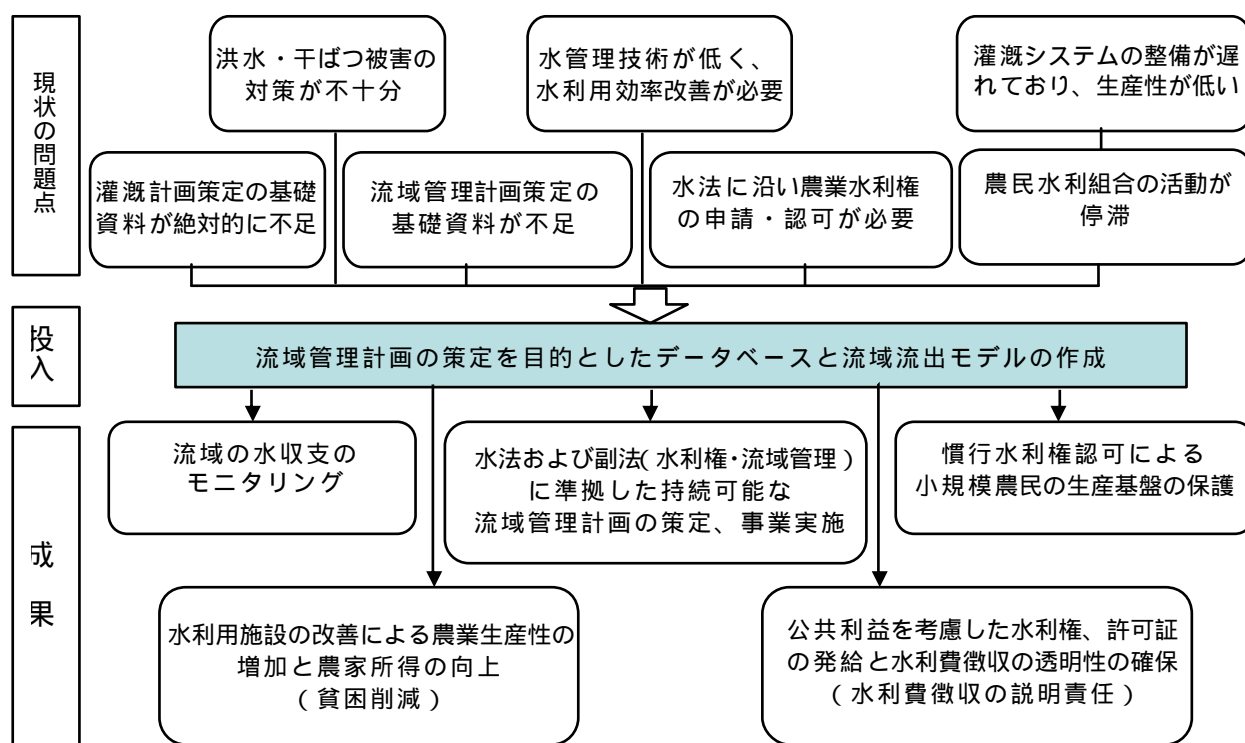 現状の問題点
洪水・干ばつ被害の
対策が不十分
水管理技術が低く、
水利用効率改善が必要
灌漑システムの整備が遅
れており、生産性が低い
灌漑計画策定の基礎
資料が絶対的に不足
流域管理計画策定の
基礎資料が不足
水法に沿い農業水利権
の申請・認可が必要
農民水利組合の活動が
停滞
投入
流域管理計画の策定を目的としたデータベースと流域流出モデルの作成
成果
流域の水収支の
モニタリング
水法および副法(水利権・流域管理)
に準拠した持続可能な
流域管理計画の策定、事業実施
慣行水利権認可による
小規模農民の生産基盤の保護
水利用施設の改善による農業生産性の
増加と農家所得の向上
(貧困削減)
公共利益を考慮した水利権、許可証
の発給と水利費徴収の透明性の確保
(水利費徴収の説明責任)